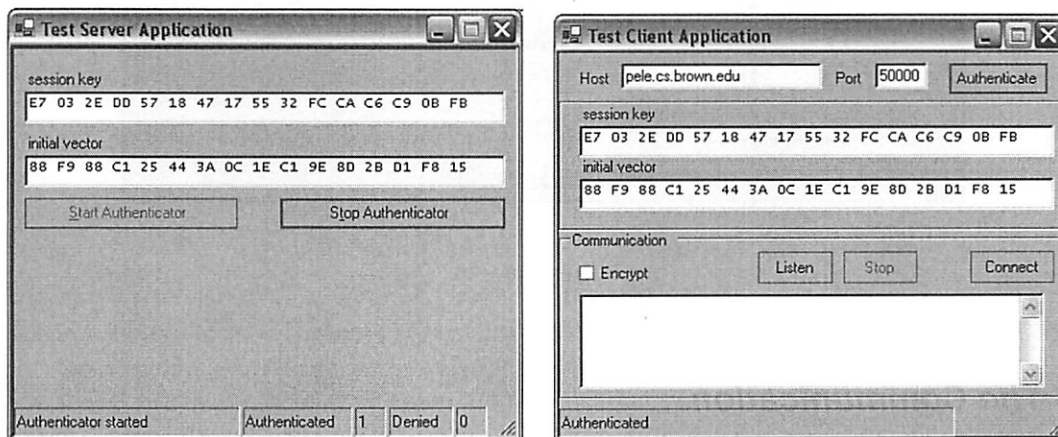 Test Server Application
session key
E7 03 2E DD 57 18 47 17 55 32 FC CA C6 C9 0B FB
initial vector
88 F9 88 C1 25 44 3A 0C 1E C1 9E 8D 2B D1 F8 15
Start Authenticator Stop Authenticator
Authenticator started Authenticated 1 Denied 0
Test Client Application
Host pele.cs.brown.edu Port 50000 Authenticate
session key
E7 03 2E DD 57 18 47 17 55 32 FC CA C6 C9 0B FB
initial vector
88 F9 88 C1 25 44 3A 0C 1E C1 9E 8D 2B D1 F8 15
Communication
Encrypt Listen Stop Connect
Authenticated